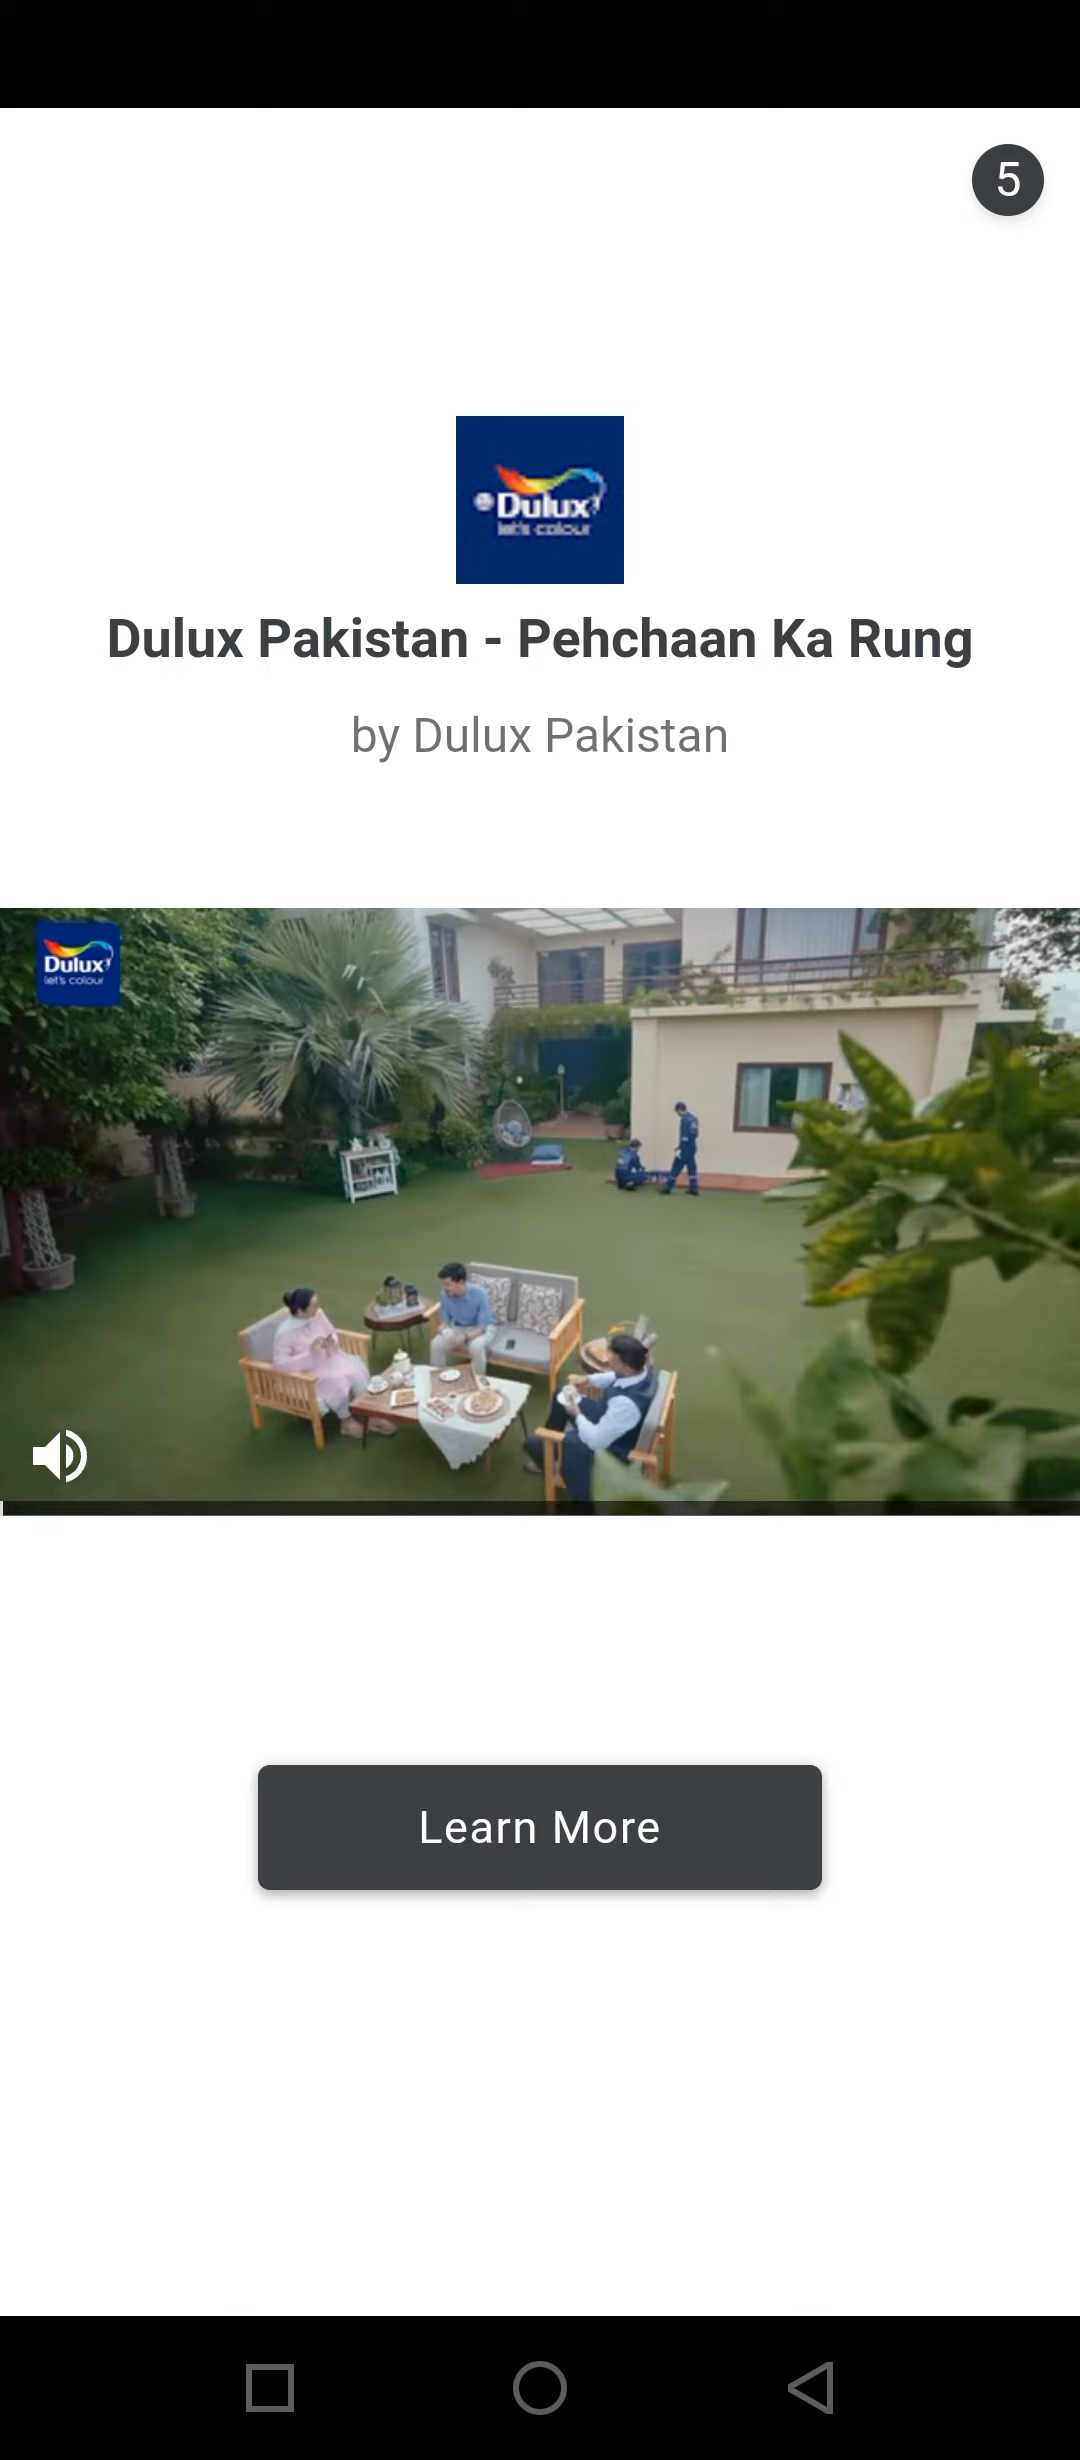 5
Dulux
let's colour
Dulux Pakistan - Pehchaan Ka Rung
by Dulux Pakistan
Dulux
let's colour
Learn More